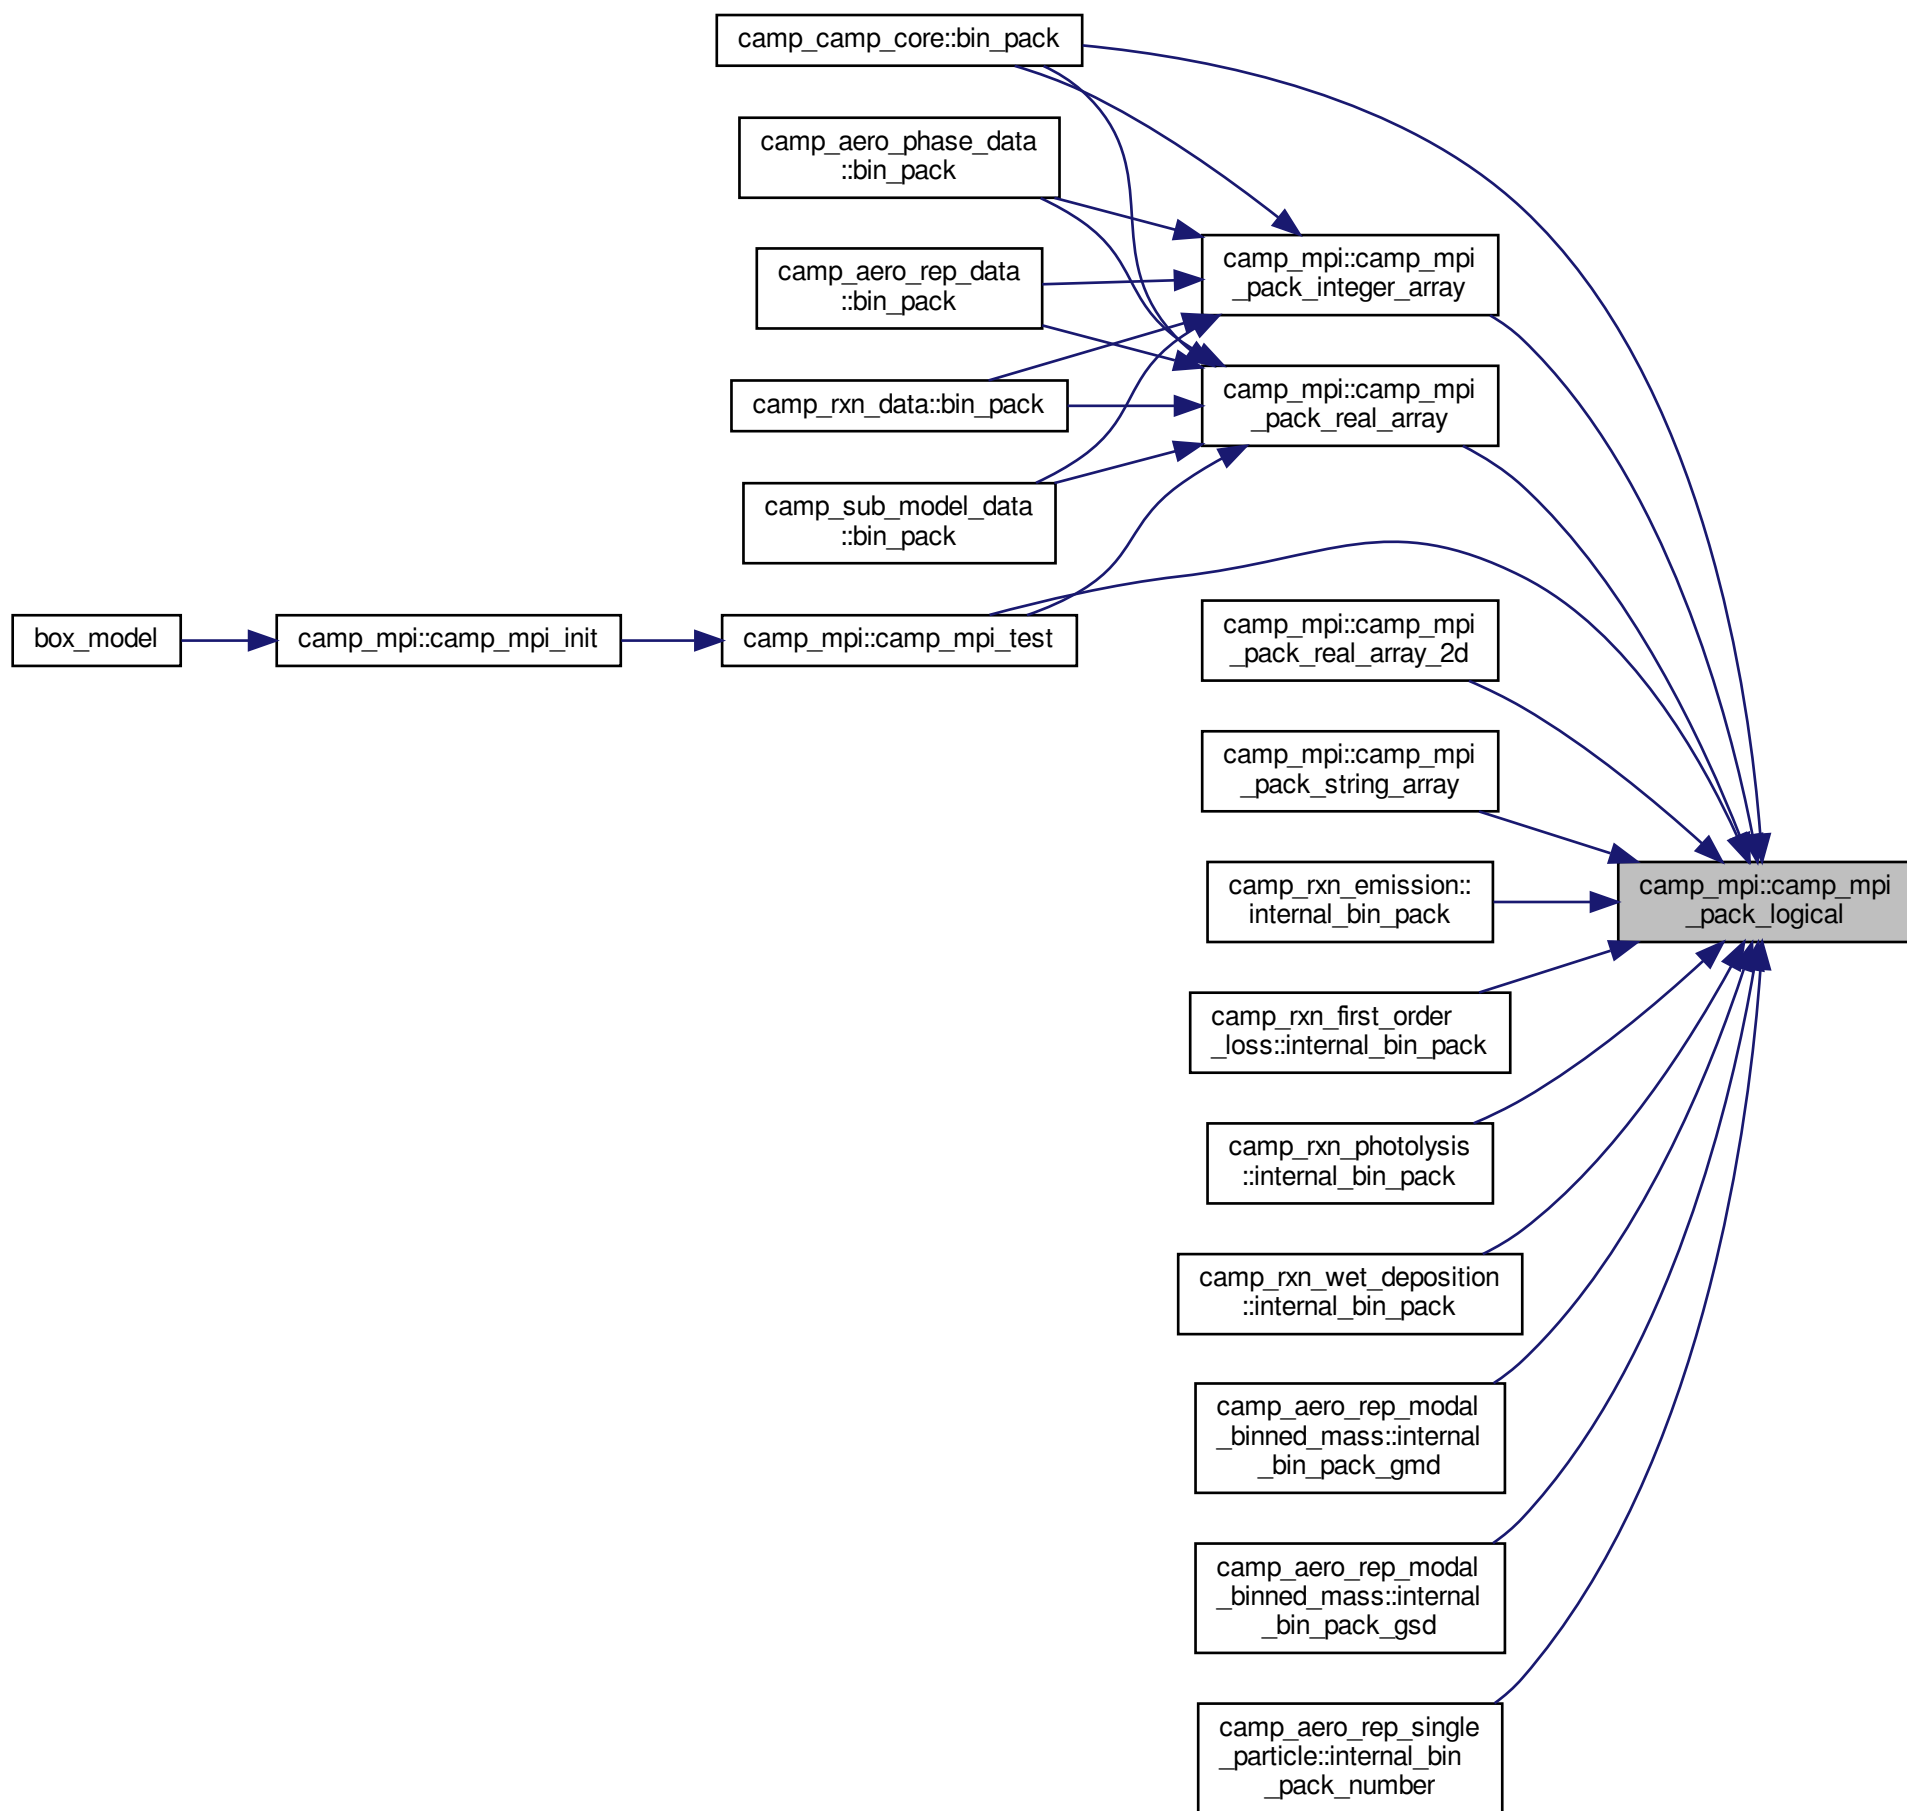 camp_camp_core::bin_pack
camp_aero_phase_data
::bin_pack
camp_aero_rep_data
::bin_pack
camp_rxn_data::bin_pack
camp_sub_model_data
::bin_pack
box_model
camp_mpi::camp_mpi_init
camp_mpi::camp_mpi_test
camp_mpi::camp_mpi
_pack_integer_array
camp_mpi::camp_mpi
_pack_real_array
camp_mpi::camp_mpi
_pack_real_array_2d
camp_mpi::camp_mpi
_pack_string_array
camp_rxn_emission::
internal_bin_pack
camp_rxn_first_order
_loss::internal_bin_pack
camp_rxn_photolysis
::internal_bin_pack
camp_rxn_wet_deposition
::internal_bin_pack
camp_aero_rep_modal
_binned_mass::internal
_bin_pack_gmd
camp_aero_rep_modal
_binned_mass::internal
_bin_pack_gsd
camp_aero_rep_single
_particle::internal_bin
_pack_number
camp_mpi::camp_mpi
_pack_logical